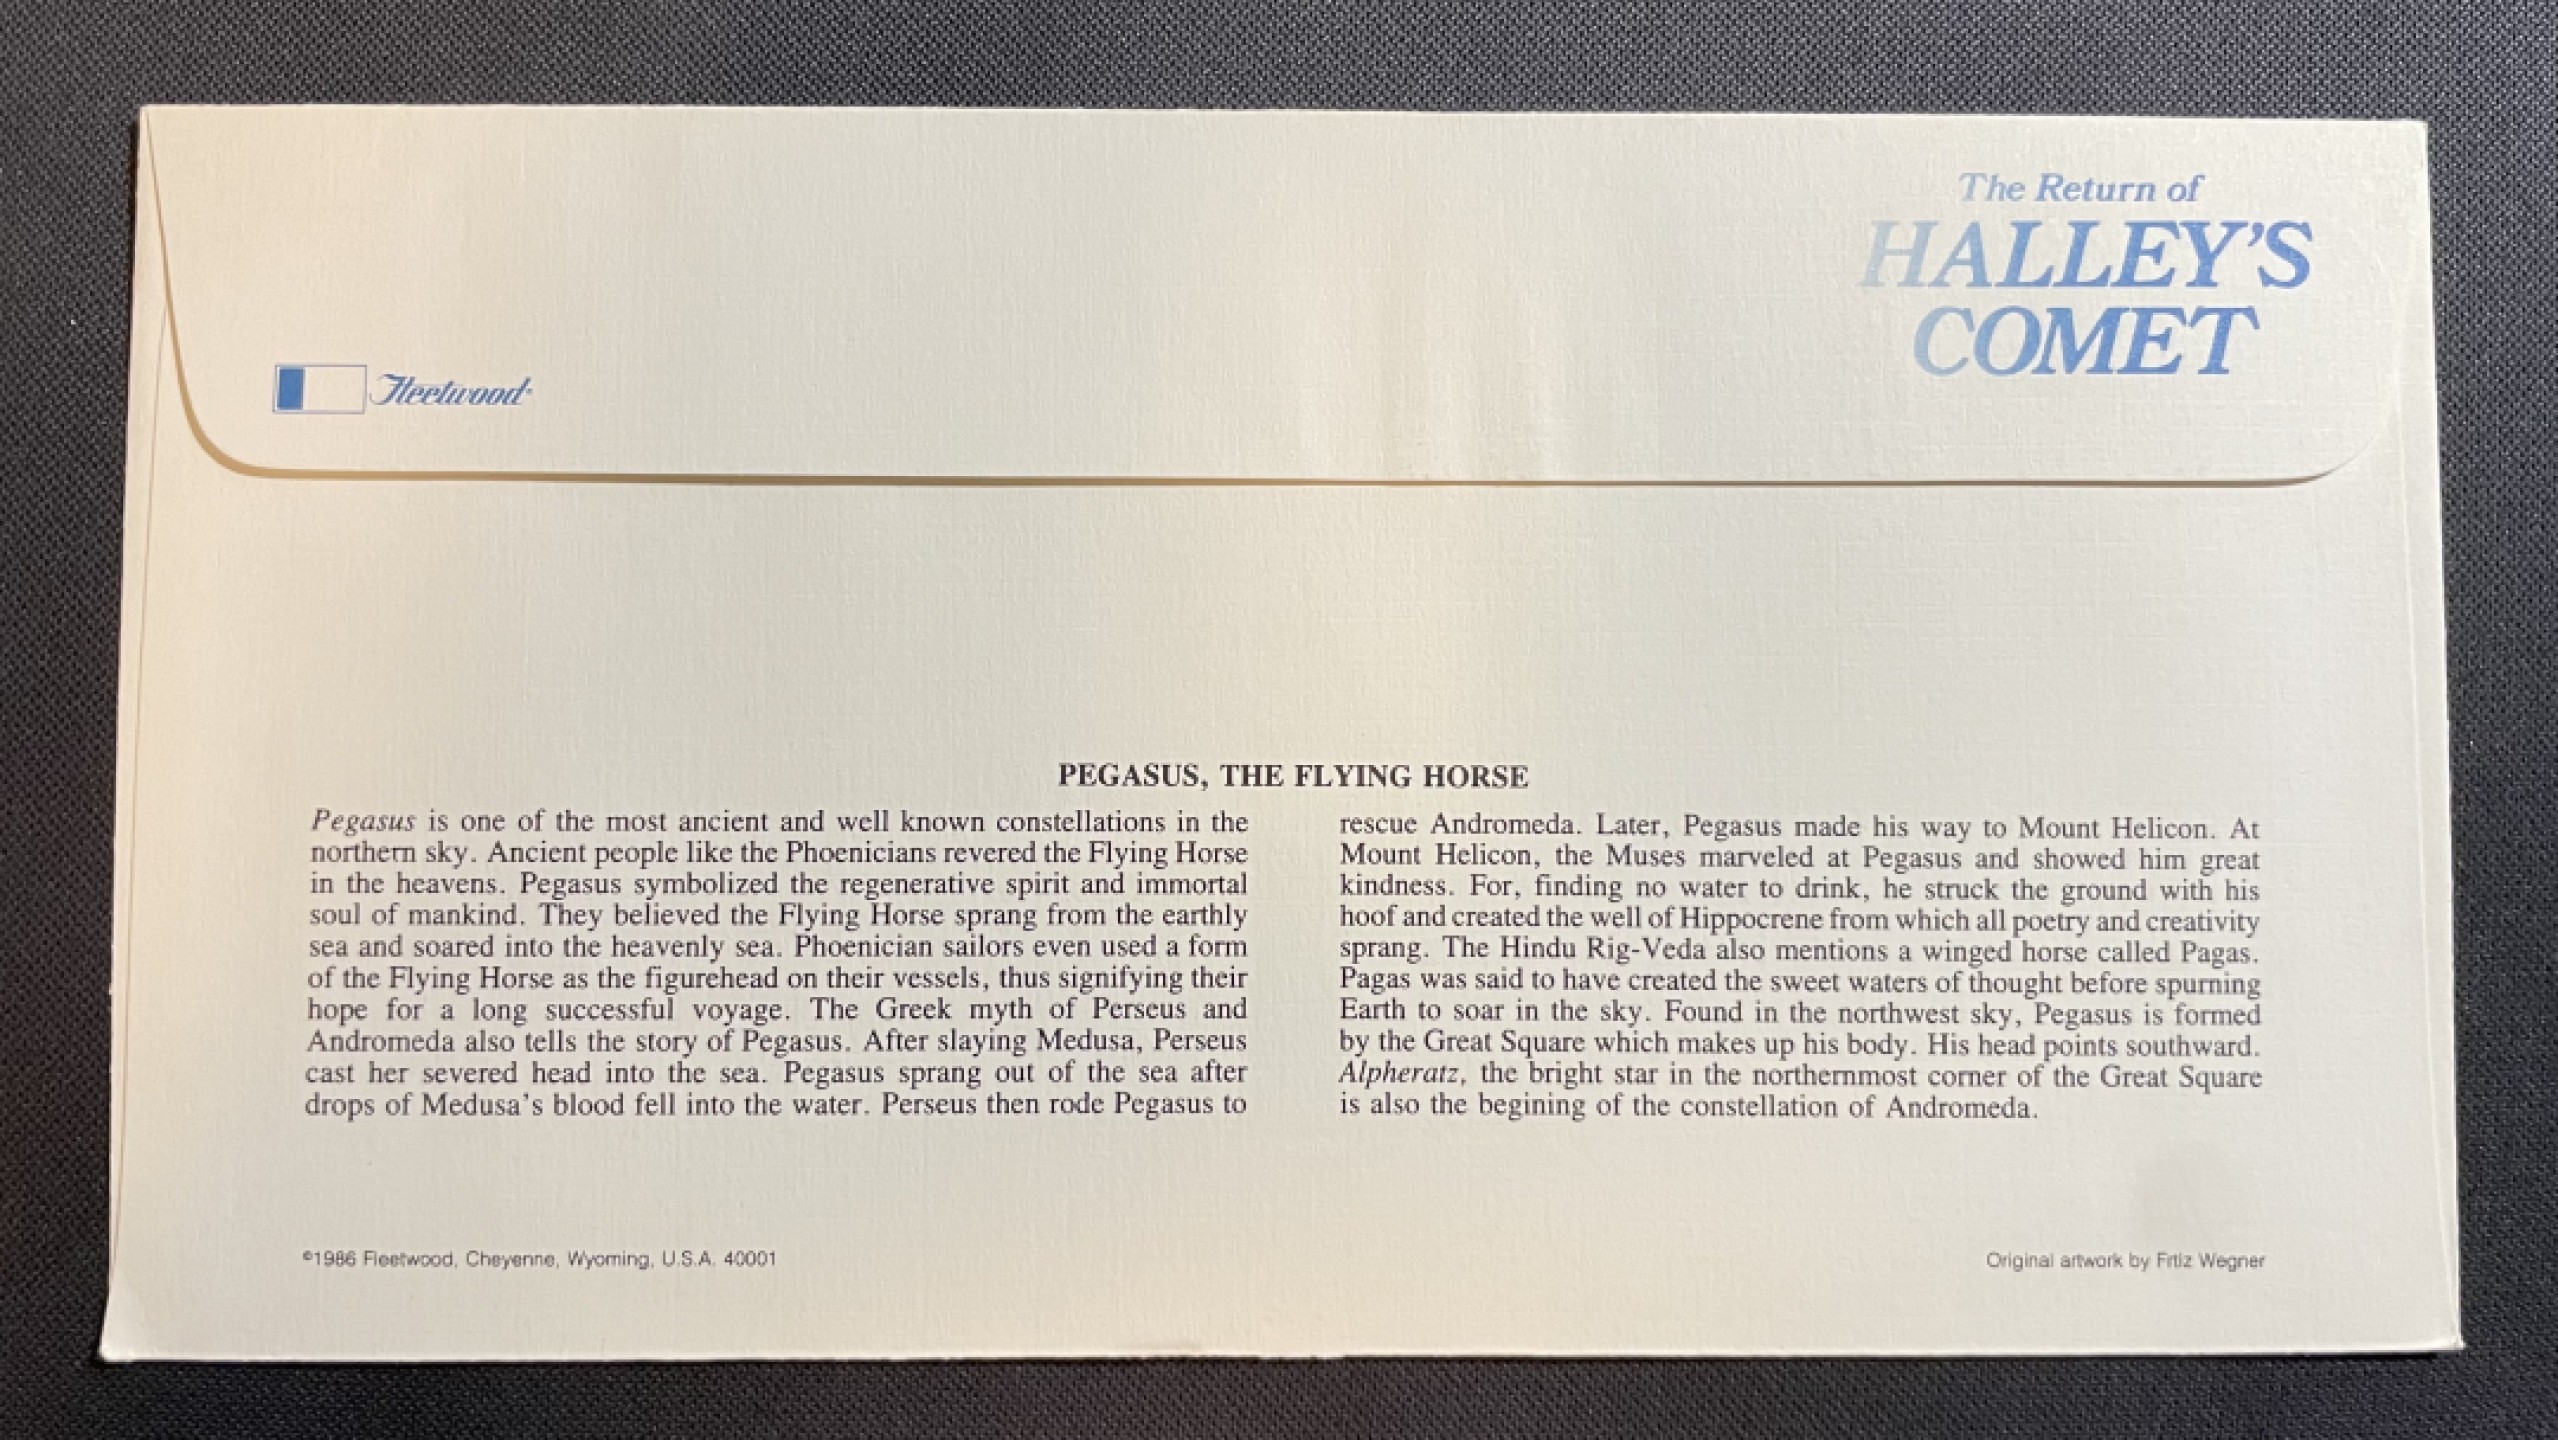 The Return of
HALLEY'S
COMET
Fleetwood®
PEGASUS, THE FLYING HORSE
Pegasus is one of the most ancient and well known constellations in the
northern sky. Ancient people like the Phoenicians revered the Flying Horse
in the heavens. Pegasus symbolized the regenerative spirit and immortal
soul of mankind. They believed the Flying Horse sprang from the earthly
sea and soared into the heavenly sea. Phoenician sailors even used a form
of the Flying Horse as the figurehead on their vessels, thus signifying their
hope for a long successful voyage. The Greek myth of Perseus and
Andromeda also tells the story of Pegasus. After slaying Medusa, Perseus
cast her severed head into the sea. Pegasus sprang out of the sea after
drops of Medusa's blood fell into the water. Perseus then rode Pegasus to
rescue Andromeda. Later, Pegasus made his way to Mount Helicon. At
Mount Helicon, the Muses marveled at Pegasus and showed him great
kindness. For, finding no water to drink, he struck the ground with his
hoof and created the well of Hippocrene from which all poetry and creativity
sprang. The Hindu Rig-Veda also mentions a winged horse called Pagas.
Pagas was said to have created the sweet waters of thought before spurning
Earth to soar in the sky. Found in the northwest sky, Pegasus is formed
by the Great Square which makes up his body. His head points southward.
Alpheratz, the bright star in the northernmost corner of the Great Square
is also the begining of the constellation of Andromeda.
©1986 Fleetwood, Cheyenne, Wyoming, U.S.A. 40001
Original artwork by Frtiz Wegner